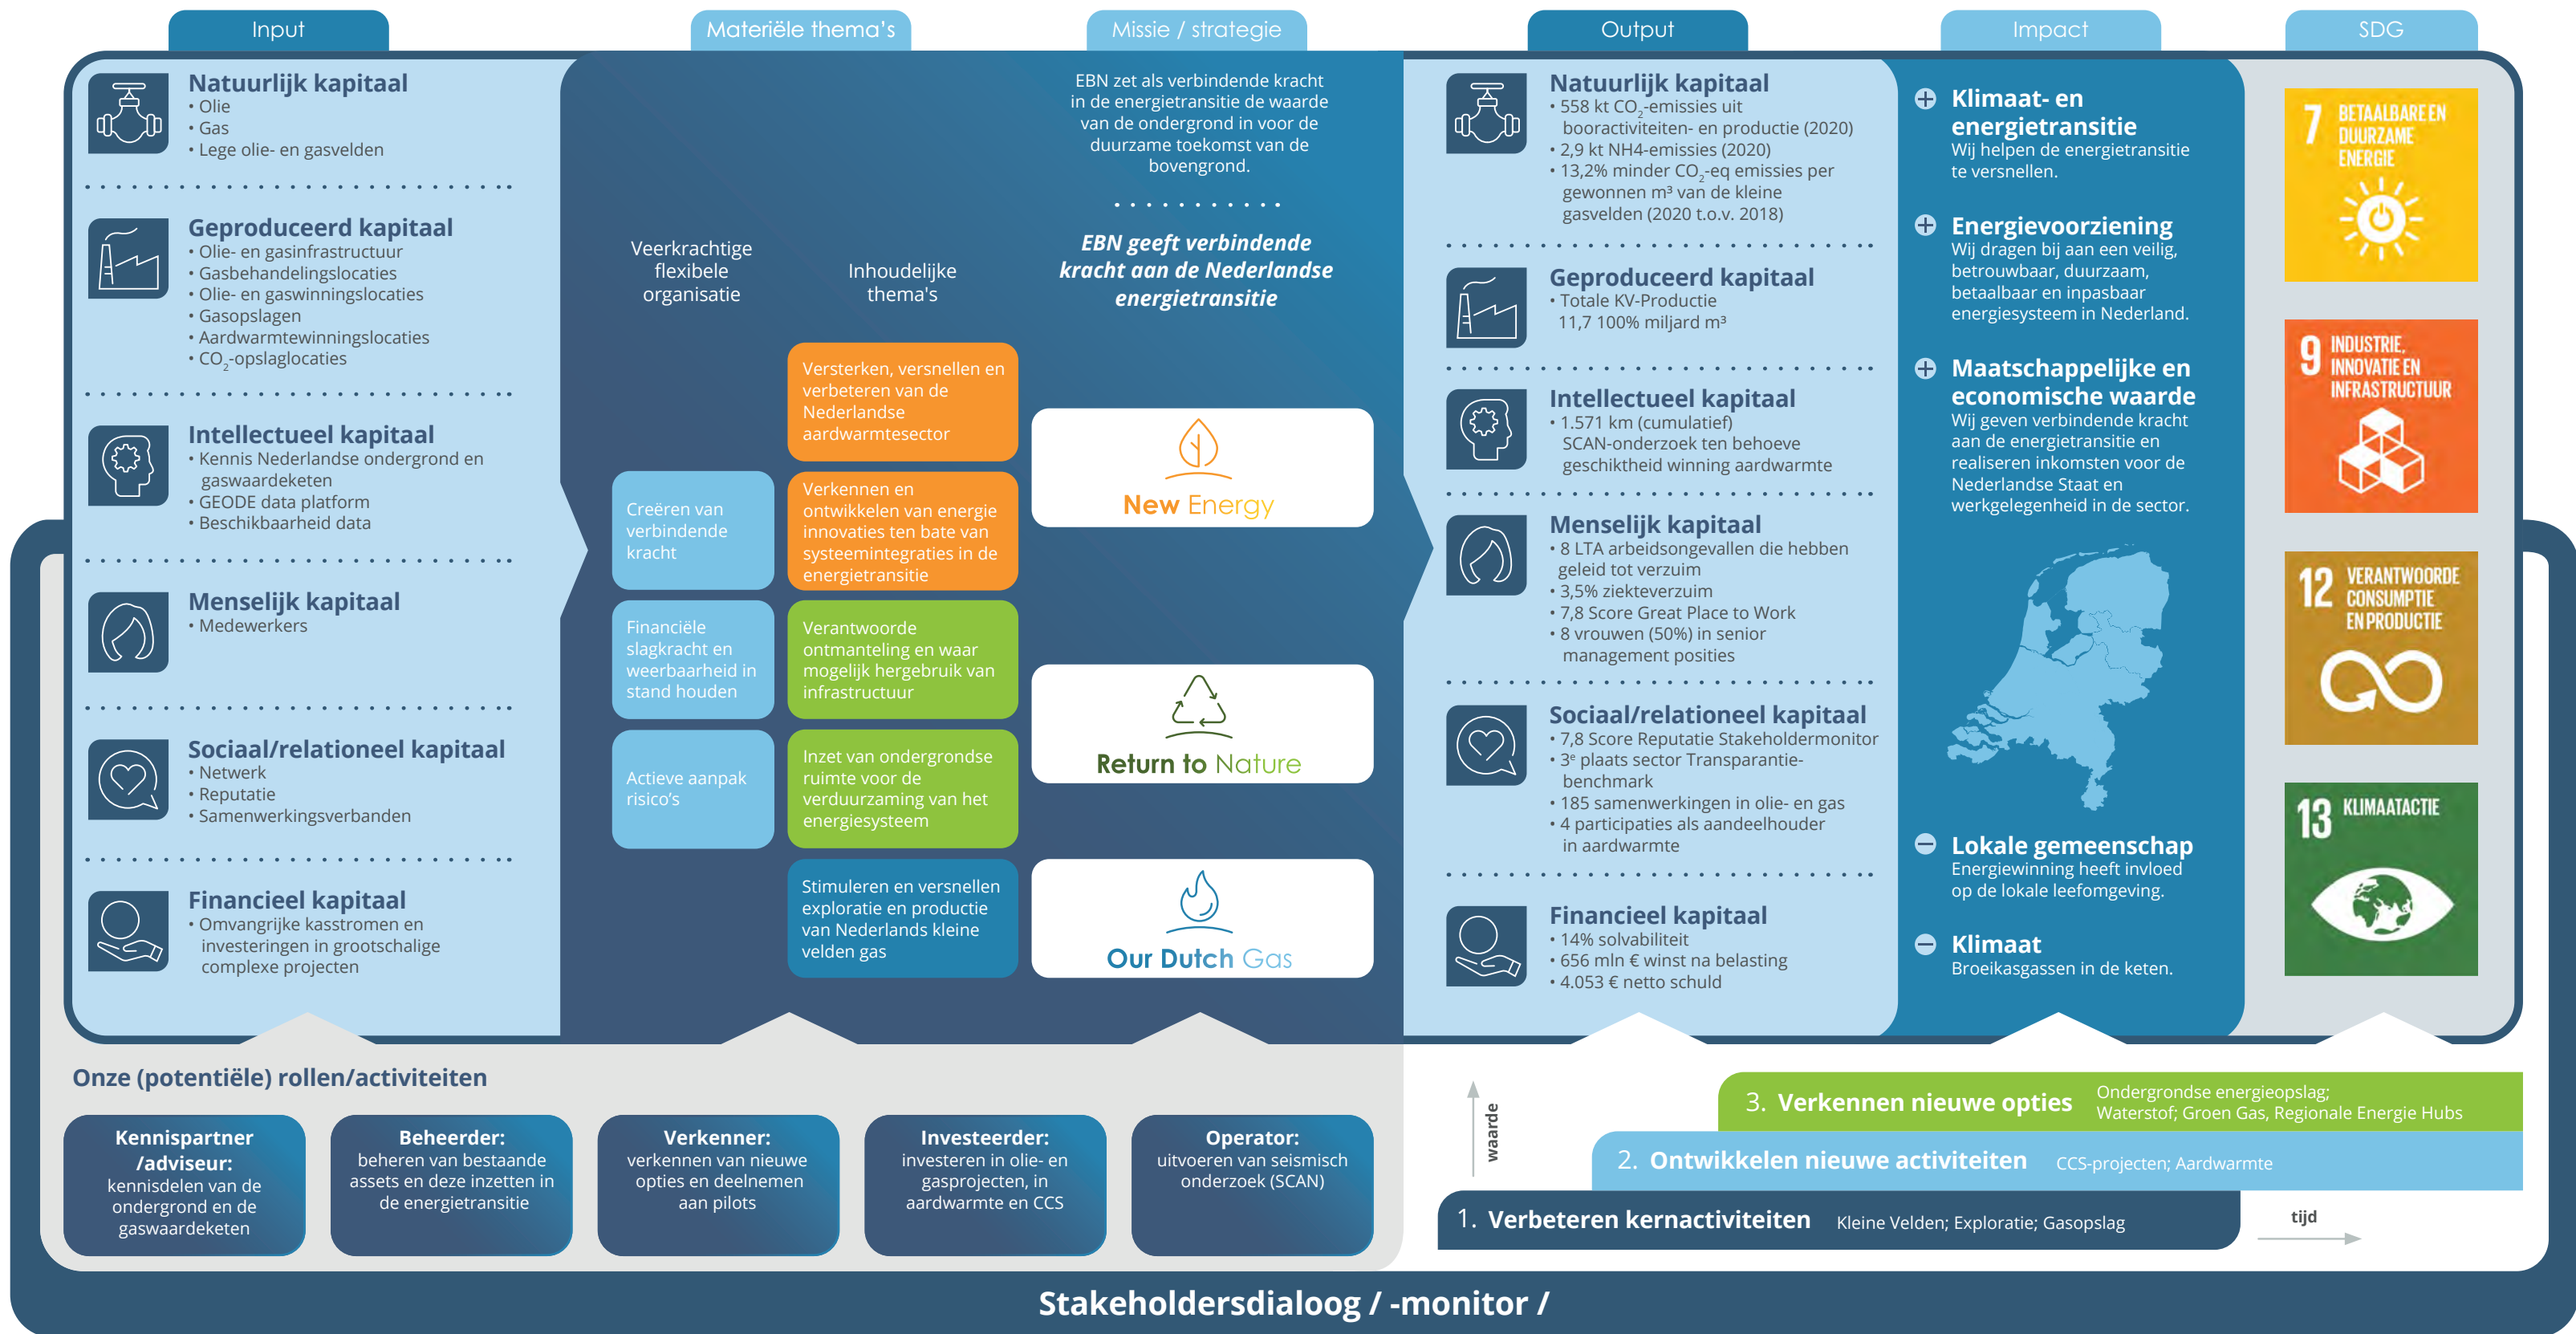 Input
Materiële thema's
Missie / strategie
Output
Impact
SDG
Natuurlijk kapitaal
• Olie
• Gas
• Lege olie- en gasvelden
Geproduceerd kapitaal
• Olie- en gasinfrastructuur
• Gasbehandelingslocaties
• Olie- en gaswinningslocaties
• Gasopslagen
• Aardwarmtewinningslocaties
• CO2-opslaglocaties
Intellectueel kapitaal
• Kennis Nederlandse ondergrond en
gaswaardeketen
• GEODE data platform
• Beschikbaarheid data
Menselijk kapitaal
• Medewerkers
Sociaal/relationeel kapitaal
• Netwerk
• Reputatie
• Samenwerkingsverbanden
Financieel kapitaal
• Omvangrijke kasstromen en
investeringen in grootschalige
complexe projecten
Veerkrachtige
flexibele
organisatie
Creëren van
verbindende
kracht
Financiële
slagkracht en
weerbaarheid in
stand houden
Actieve aanpak
risico's
Inhoudelijke
thema's
Versterken, versnellen en
verbeteren van de
Nederlandse
aardwarmtesector
Verkennen en
ontwikkelen van energie
innovaties ten bate van
systeemintegraties in de
energietransitie
Verantwoorde
ontmanteling en waar
mogelijk hergebruik van
infrastructuur
Inzet van ondergrondse
ruimte voor de
verduurzaming van het
energiesysteem
Stimuleren en versnellen
exploratie en productie
van Nederlands kleine
velden gas
EBN zet als verbindende kracht
in de energietransitie de waarde
van de ondergrond in voor de
duurzame toekomst van de
bovengrond.
EBN geeft verbindende
kracht aan de Nederlandse
energietransitie
New Energy
Return to Nature
Our Dutch Gas
Natuurlijk kapitaal
• 558 kt CO2-emissies uit
booractiviteiten- en productie (2020)
• 2,9 kt NH4-emissies (2020)
• 13,2% minder CO2-eq emissies per
gewonnen m³ van de kleine
gasvelden (2020 t.o.v. 2018)
Geproduceerd kapitaal
• Totale KV-Productie
11,7 100% miljard m³
Intellectueel kapitaal
• 1.571 km (cumulatief)
SCAN-onderzoek ten behoeve
geschiktheid winning aardwarmte
Menselijk kapitaal
• 8 LTA arbeidsongevallen die hebben
geleid tot verzuim
• 3,5% ziekteverzuim
• 7,8 Score Great Place to Work
• 8 vrouwen (50%) in senior
management posities
Sociaal/relationeel kapitaal
• 7,8 Score Reputatie Stakeholdermonitor
• 3e plaats sector Transparantie-
benchmark
• 185 samenwerkingen in olie- en gas
• 4 participaties als aandeelhouder
in aardwarmte
Financieel kapitaal
• 14% solvabiliteit
• 656 mln € winst na belasting
• 4.053 € netto schuld
Klimaat- en
energietransitie
Wij helpen de energietransitie
te versnellen.
Energievoorziening
Wij dragen bij aan een veilig,
betrouwbaar, duurzaam,
betaalbaar en inpasbaar
energiesysteem in Nederland.
Maatschappelijke en
economische waarde
Wij geven verbindende kracht
aan de energietransitie en
realiseren inkomsten voor de
Nederlandse Staat en
werkgelegenheid in de sector.
Lokale gemeenschap
Energiewinning heeft invloed
op de lokale leefomgeving.
Klimaat
Broeikasgassen in de keten.
7 BETAALBARE EN
DUURZAME
ENERGIE
9 INDUSTRIE,
INNOVATIE EN
INFRASTRUCTUUR
12 VERANTWOORDE
CONSUMPTIE
EN PRODUCTIE
13 KLIMAATACTIE
Onze (potentiële) rollen/activiteiten
Kennispartner
/adviseur:
kennisdelen van de
ondergrond en de
gaswaardeketen
Beheerder:
beheren van bestaande
assets en deze inzetten in
de energietransitie
Verkenner:
verkennen van nieuwe
opties en deelnemen
aan pilots
Investeerder:
investeren in olie- en
gasprojecten, in
aardwarmte en CCS
Operator:
uitvoeren van seismisch
onderzoek (SCAN)
waarde
3. Verkennen nieuwe opties
Ondergrondse energieopslag;
Waterstof; Groen Gas, Regionale Energie Hubs
2. Ontwikkelen nieuwe activiteiten CCS-projecten; Aardwarmte
1. Verbeteren kernactiviteiten Kleine Velden; Exploratie; Gasopslag
tijd
Stakeholdersdialoog / -monitor /